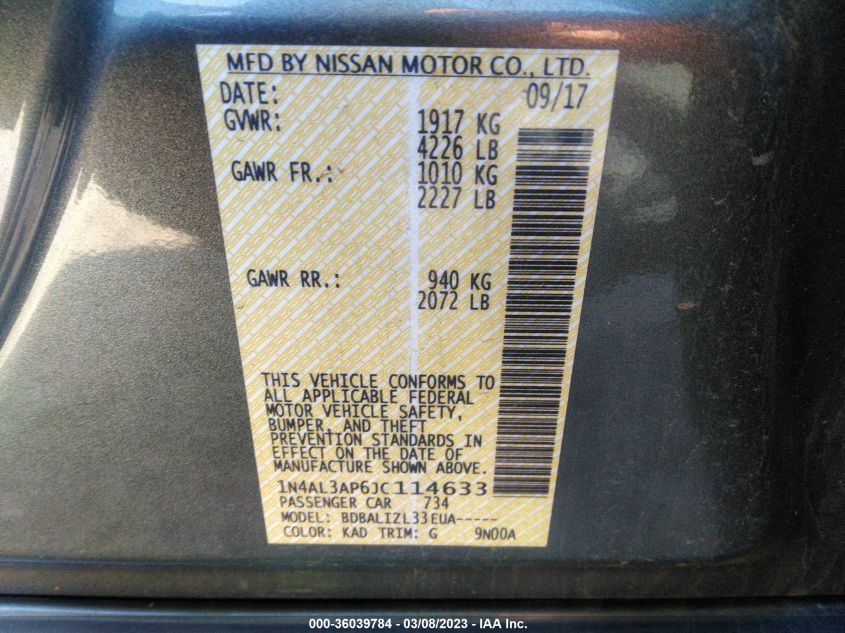 MFD BY NISSAN MOTOR CO., LTD.
DATE: 09/17
GVWR: 1917 KG
4226 LB
GAWR FR.: 1010 KG
2227 LB
GAWR RR.: 940 KG
2072 LB
THIS VEHICLE CONFORMS TO
ALL APPLICABLE FEDERAL
MOTOR VEHICLE SAFETY,
BUMPER, AND THEFT
PREVENTION STANDARDS IN
EFFECT ON THE DATE OF
MANUFACTURE SHOWN ABOVE.
1N4AL3AP6JC114633
PASSENGER CAR 734
MODEL: BDBALIZL33EUA-----
COLOR: KAD TRIM: G 9N00A
000-36039784 - 03/08/2023 - IAA Inc.